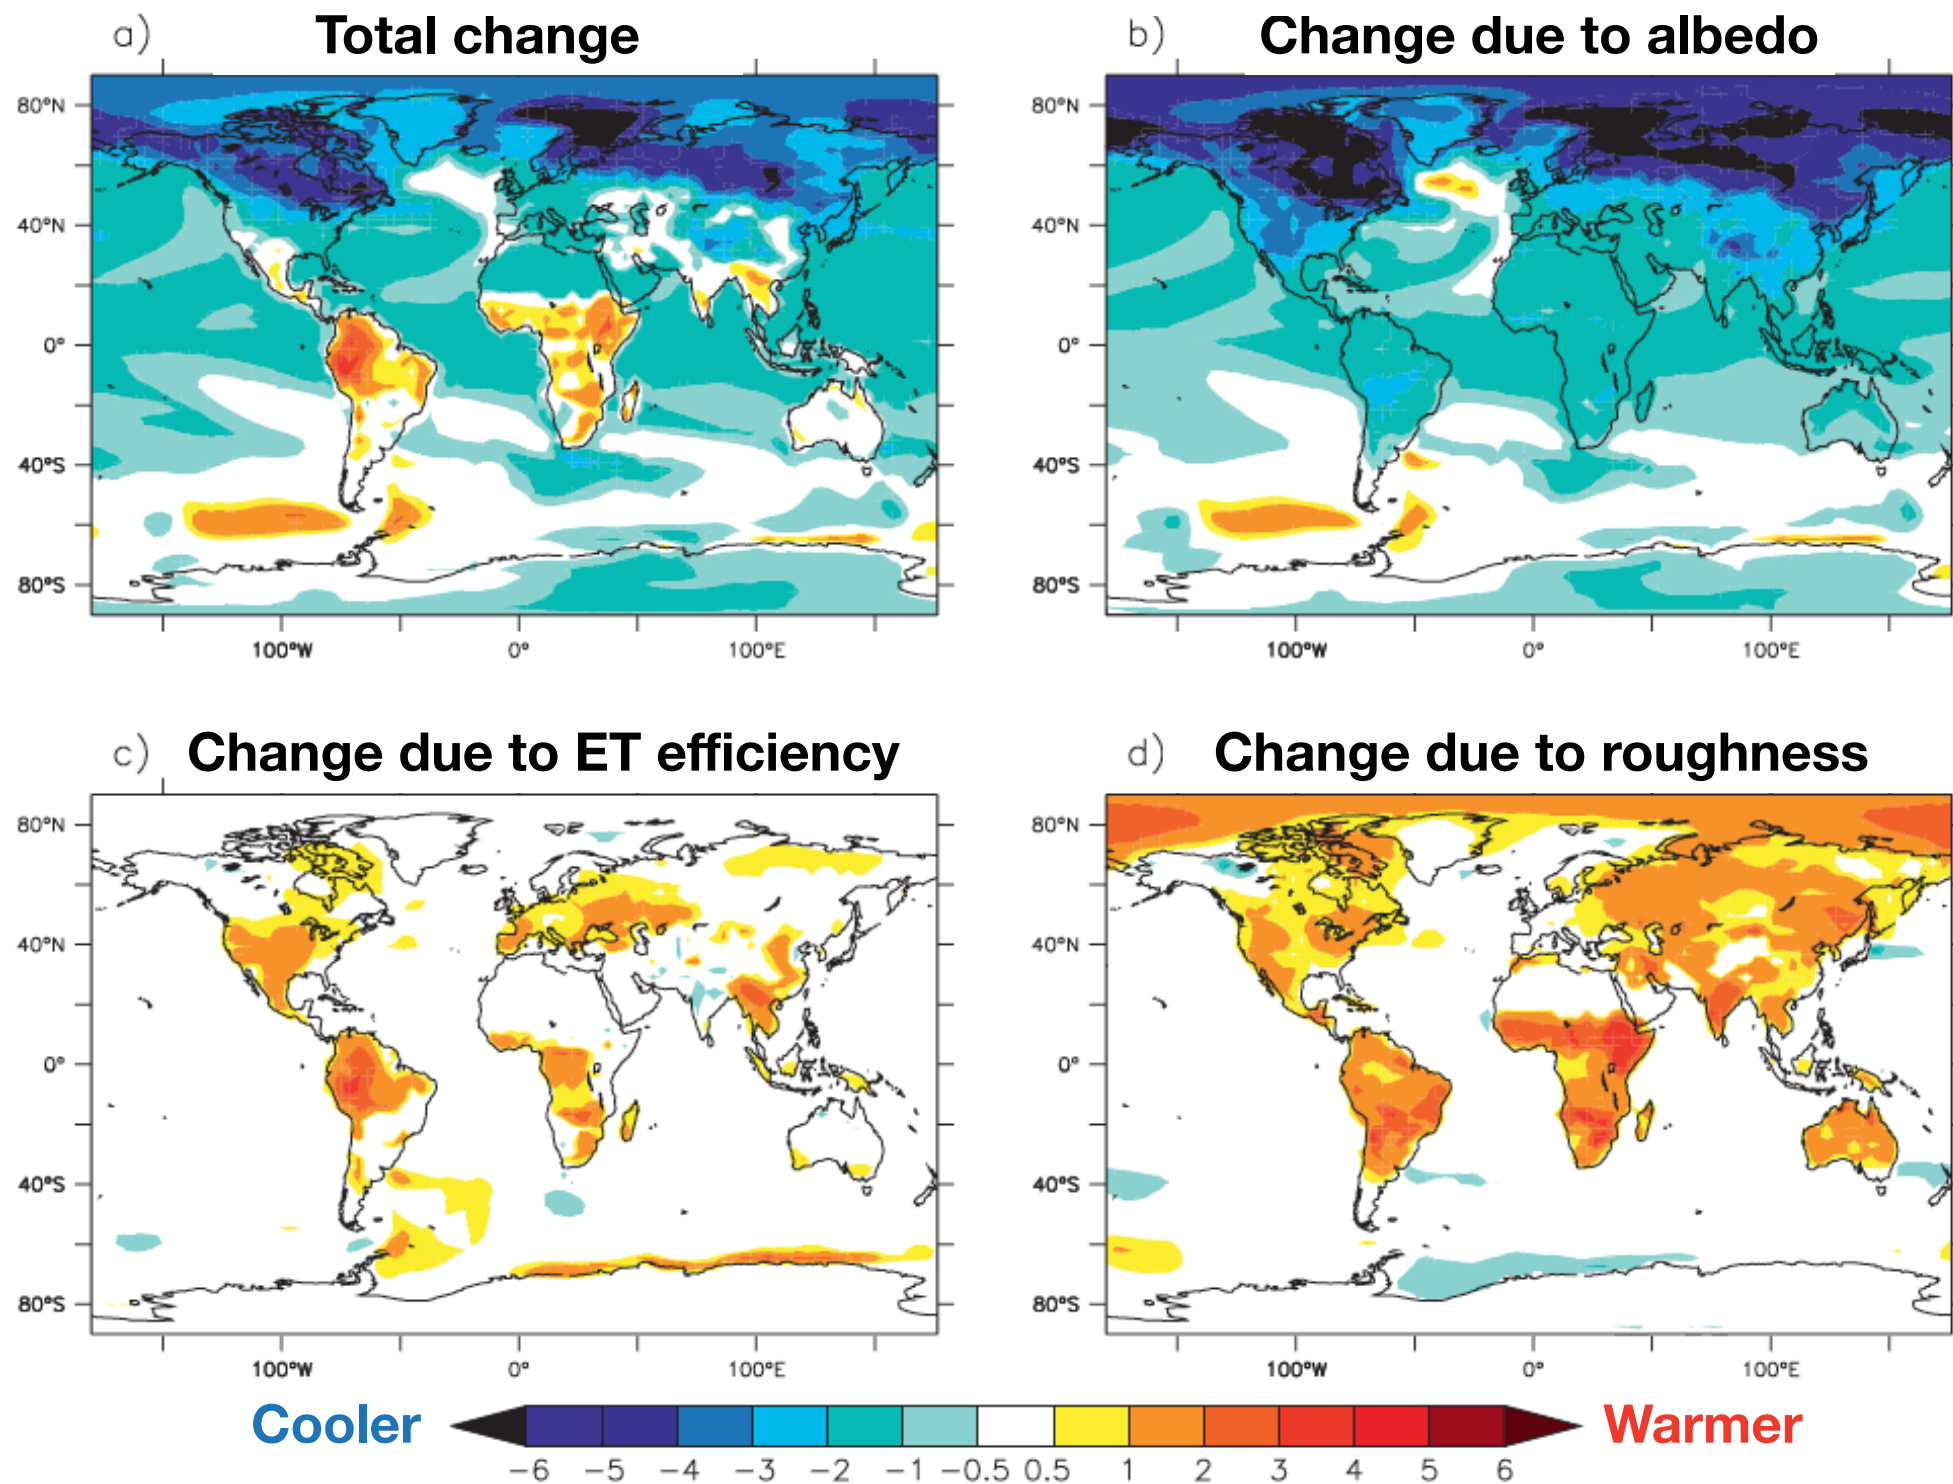 a) Total change
b) Change due to albedo
80°N
40°N
0°
40°S
80°S
100°W 0° 100°E
80°N
40°N
0°
40°S
80°S
100°W 0° 100°E
c) Change due to ET efficiency
d) Change due to roughness
80°N
40°N
0°
40°S
80°S
100°W 0° 100°E
80°N
40°N
0°
40°S
80°S
100°W 0° 100°E
Cooler Warmer
-6 -5 -4 -3 -2 -1 -0.5 0.5 1 2 3 4 5 6